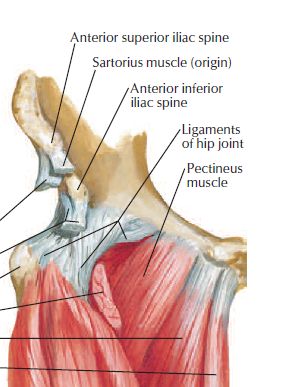 Anterior superior iliac spine
Sartorius muscle (origin)
Anterior inferior
iliac spine
Ligaments
of hip joint
Pectineus
muscle